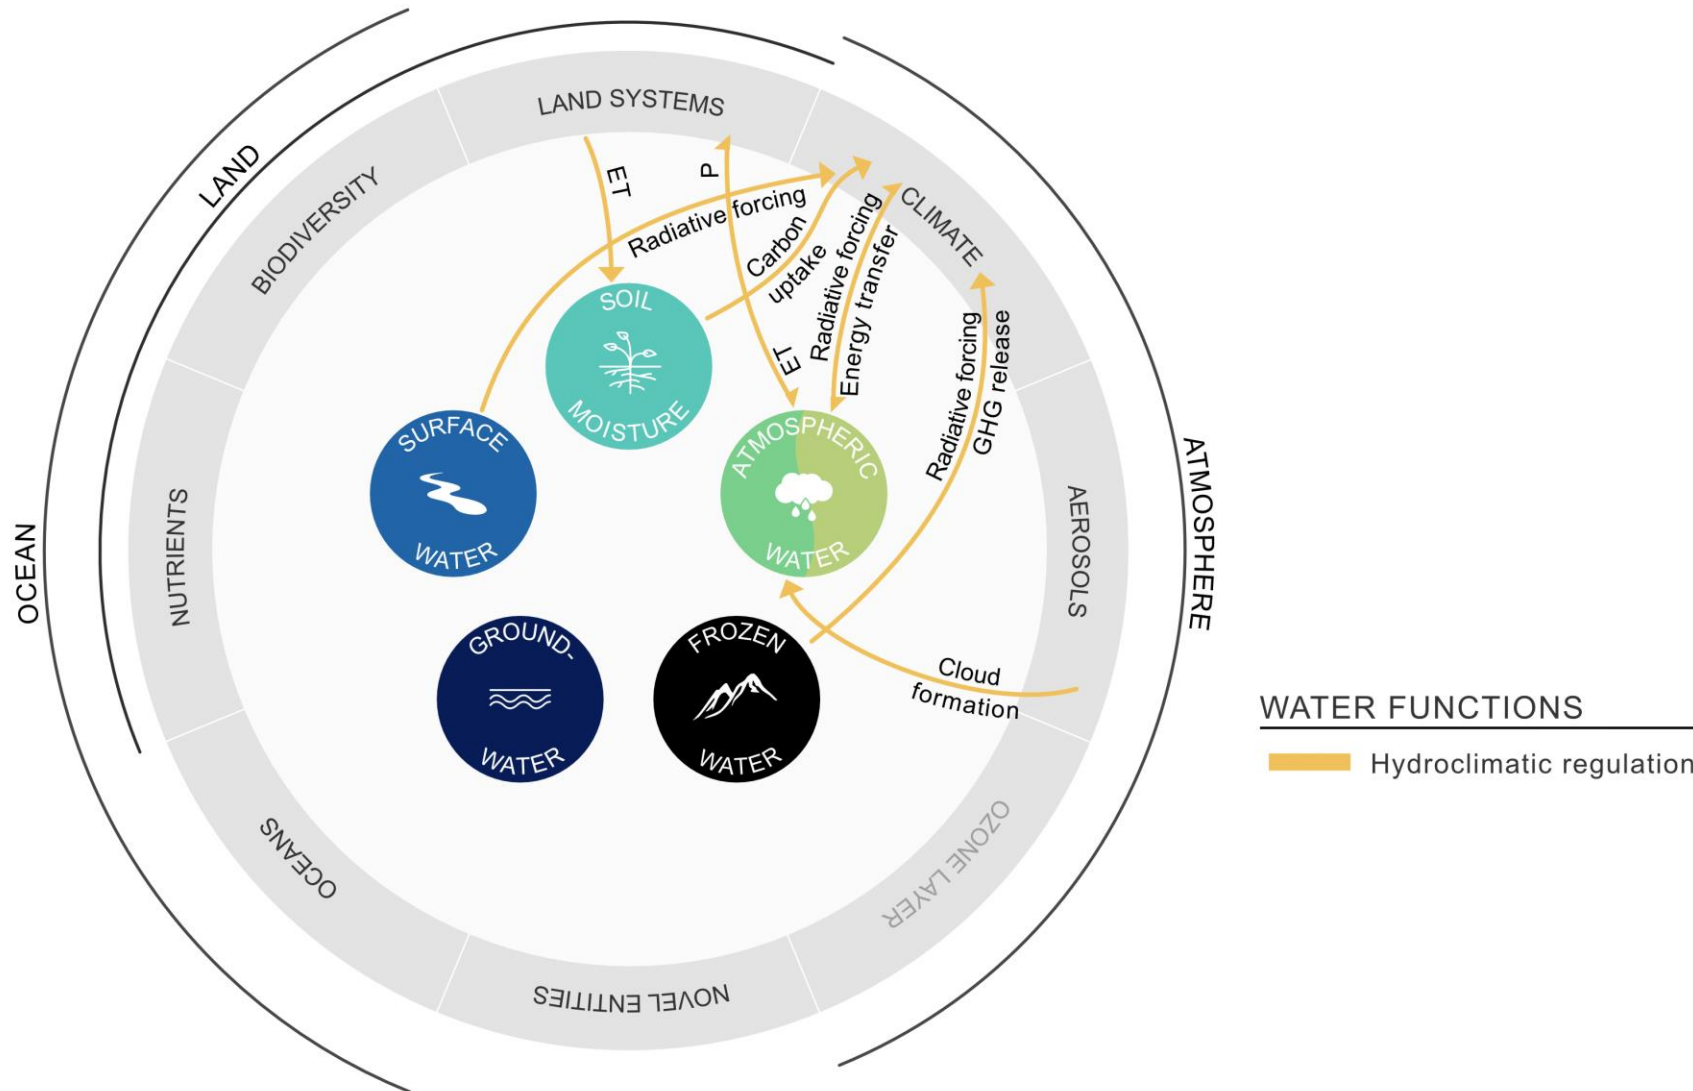 LAND SYSTEMS
LAND
BIODIVERSITY
CLIMATE
NUTRIENTS
AEROSOLS
OCEAN
ATMOSPHERE
OCEANS
OZONE LAYER
NOVEL ENTITIES
ET
P
Radiative forcing
Carbon
uptake
ET
Radiative forcing
Energy transfer
Radiative forcing
GHG release
Cloud
formation
SOIL
MOISTURE
SURFACE
WATER
ATMOSPHERIC
WATER
GROUND-
WATER
FROZEN
WATER
WATER FUNCTIONS
Hydroclimatic regulation